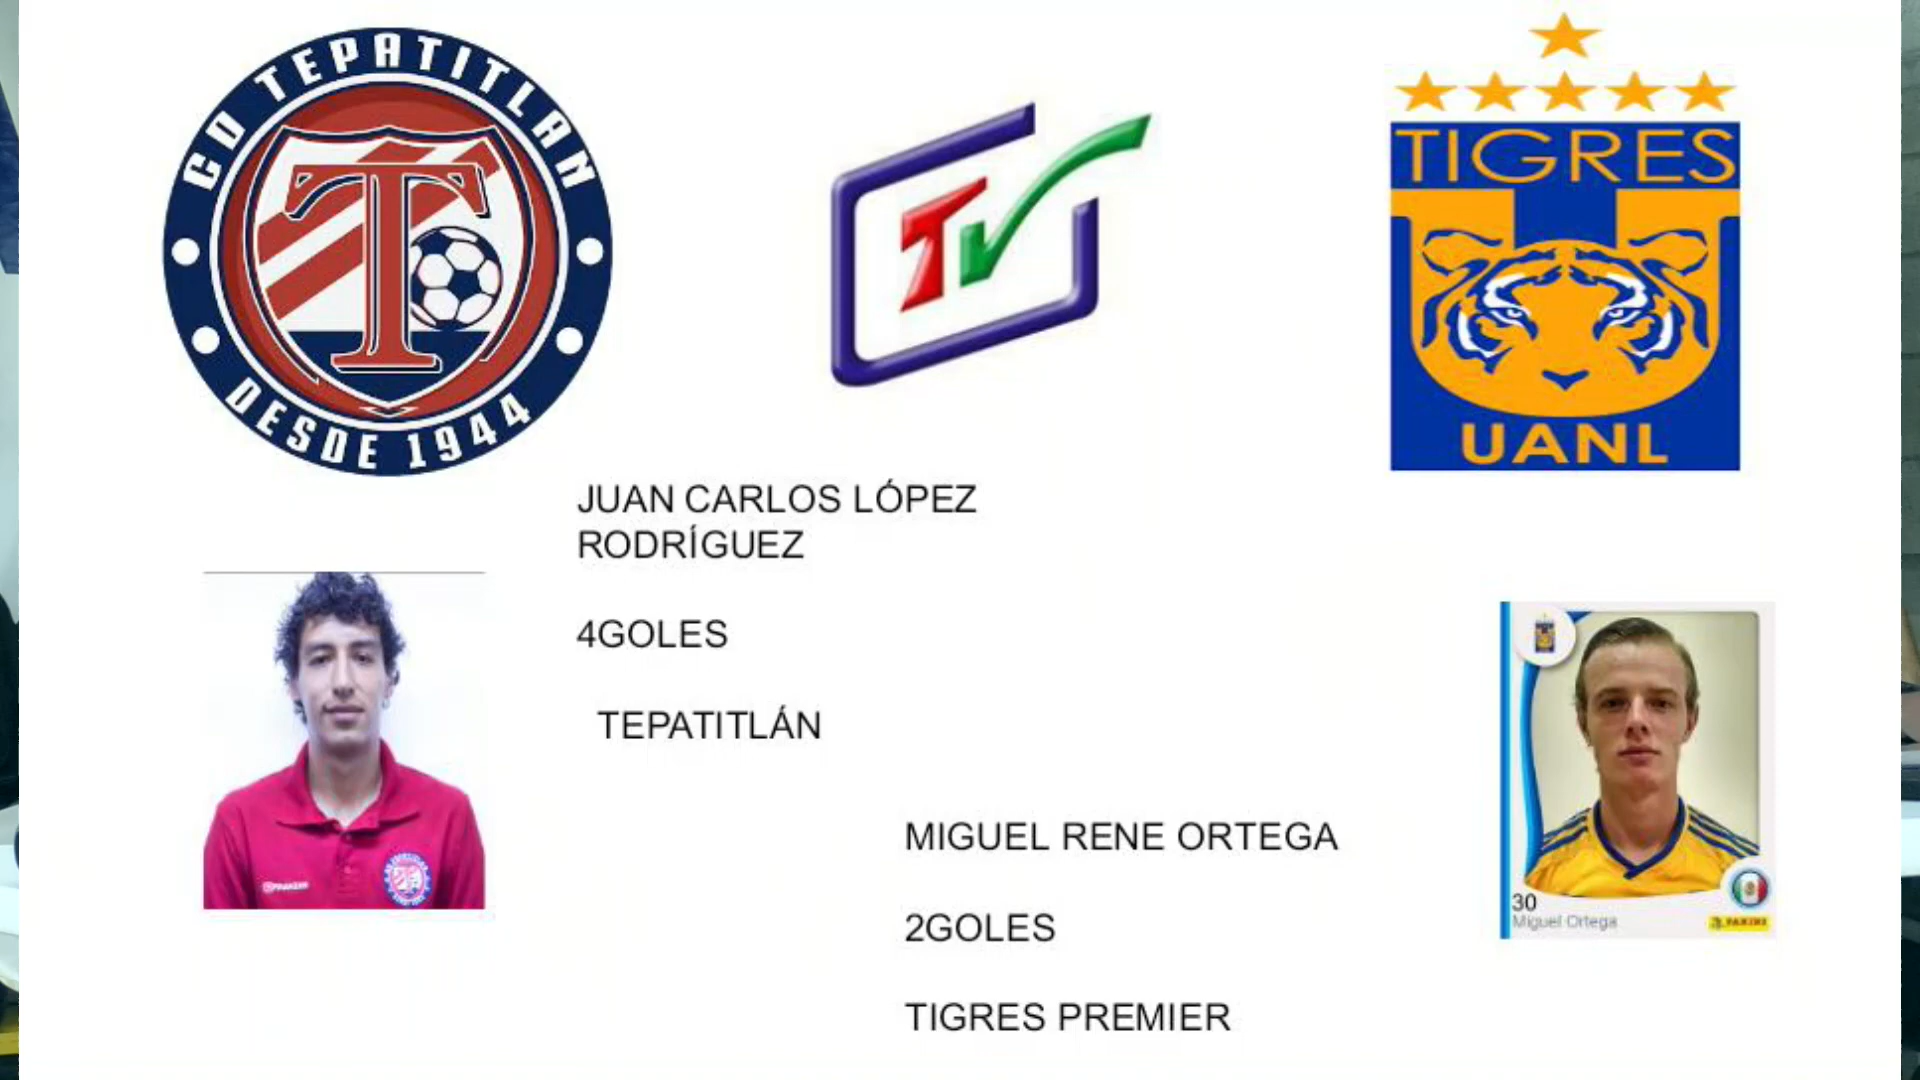 CD TEPATITLAN
T
DESDE 1944
TV
TIGRES
UANL
JUAN CARLOS LÓPEZ
RODRÍGUEZ
4GOLES
TEPATITLÁN
MIGUEL RENE ORTEGA
2GOLES
TIGRES PREMIER
30
Miguel Ortega
PANINI